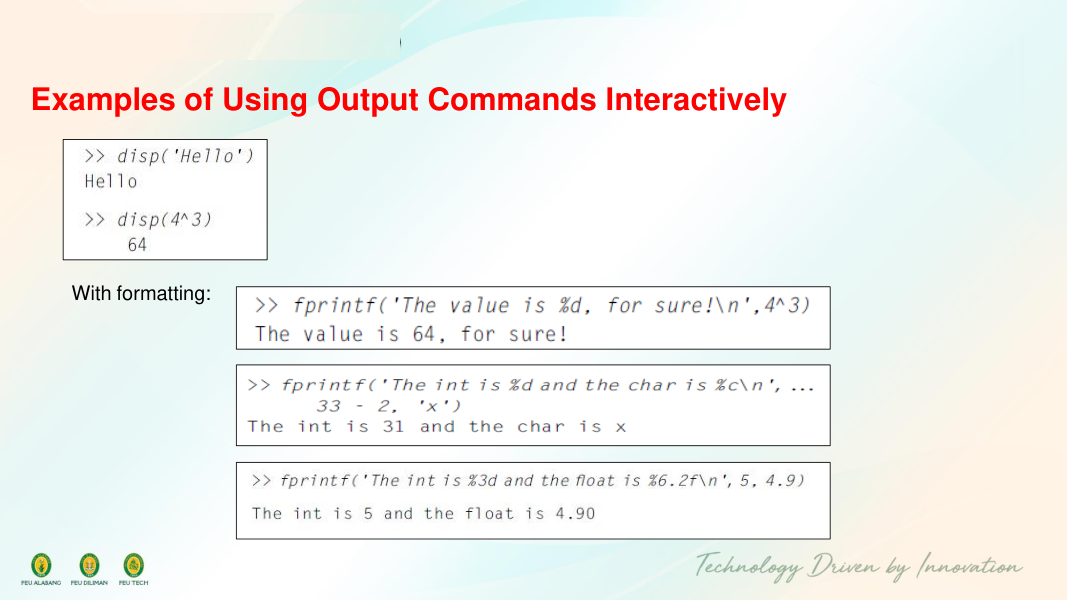 Examples of Using Output Commands Interactively
>> disp('Hello')
Hello
>> disp(4^3)
64
With formatting:
>> fprintf('The value is %d, for sure!\n',4^3)
The value is 64, for sure!
>> fprintf('The int is %d and the char is %c\n', ...
33 - 2, 'x')
The int is 31 and the char is x
>> fprintf('The int is %3d and the float is %6.2f\n', 5, 4.9)
The int is 5 and the float is 4.90
FEU ALABANG FEU DILIMAN FEU TECH
Technology Driven by Innovation